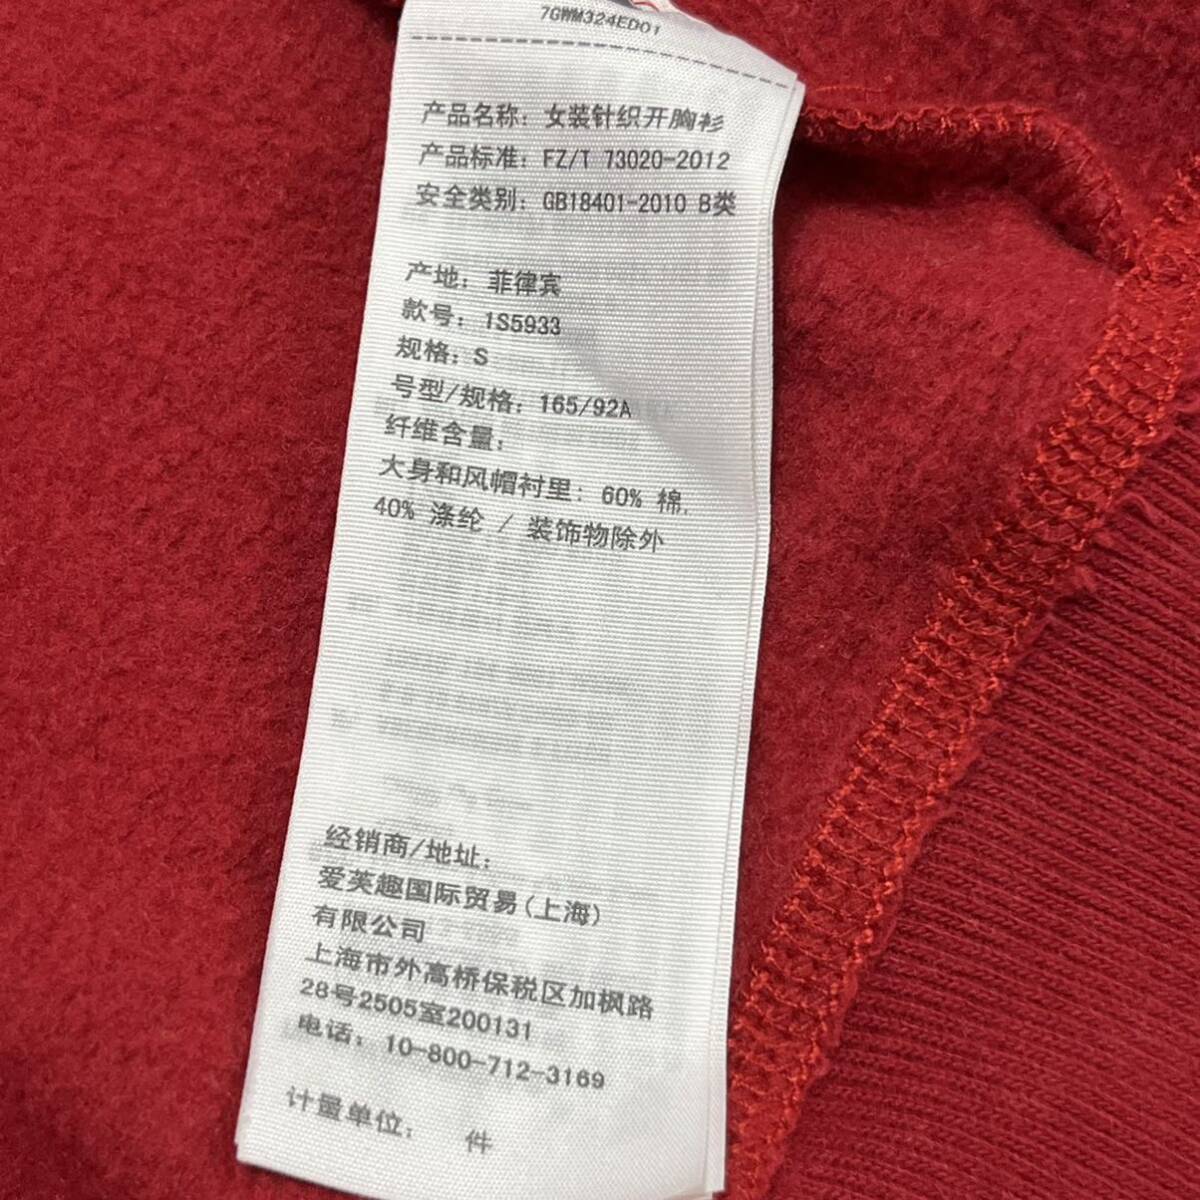 7GWM324ED01
产品名称: 女装针织开胸衫
产品标准: FZ/T 73020-2012
安全类别: GB18401-2010 B类
产地: 菲律宾
款号: 1S5933
规格: S
号型/规格: 165/92A
纤维含量:
大身和风帽衬里: 60% 棉,
40% 涤纶 / 装饰物除外
经销商/地址:
爱芙趣国际贸易(上海)
有限公司
上海市外高桥保税区加枫路
28号2505室200131
电话: 10-800-712-3169
计量单位: 件